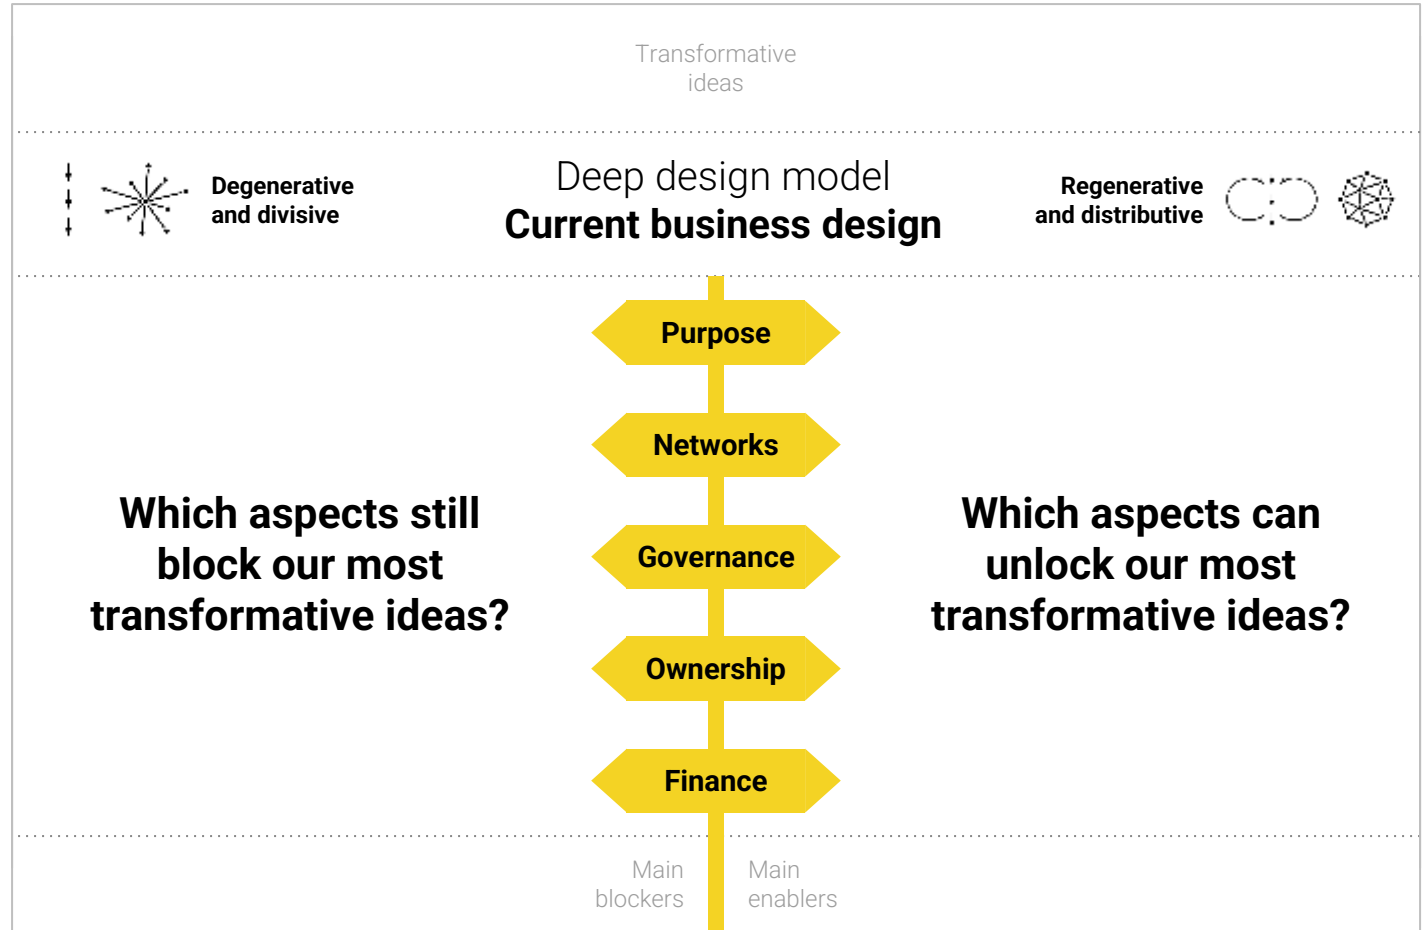 Transformative
ideas
Degenerative
and divisive
Deep design model
Current business design
Regenerative
and distributive
Purpose
Networks
Governance
Ownership
Finance
Which aspects still
block our most
transformative ideas?
Which aspects can
unlock our most
transformative ideas?
Main
blockers
Main
enablers